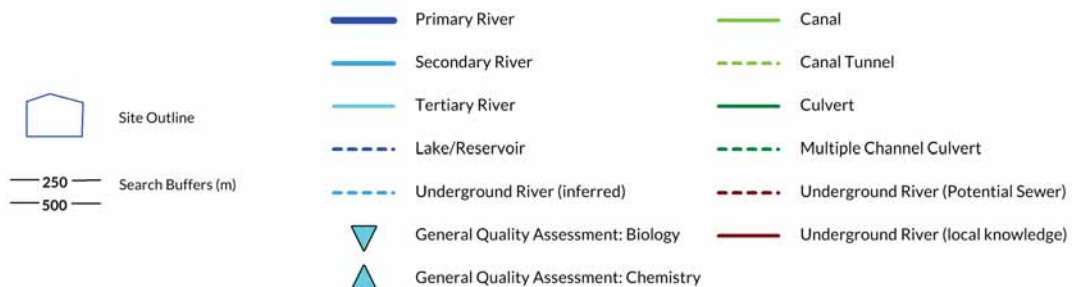 Site Outline
250
500
Search Buffers (m)
Primary River
Secondary River
Tertiary River
Lake/Reservoir
Underground River (inferred)
General Quality Assessment: Biology
General Quality Assessment: Chemistry
Canal
Canal Tunnel
Culvert
Multiple Channel Culvert
Underground River (Potential Sewer)
Underground River (local knowledge)